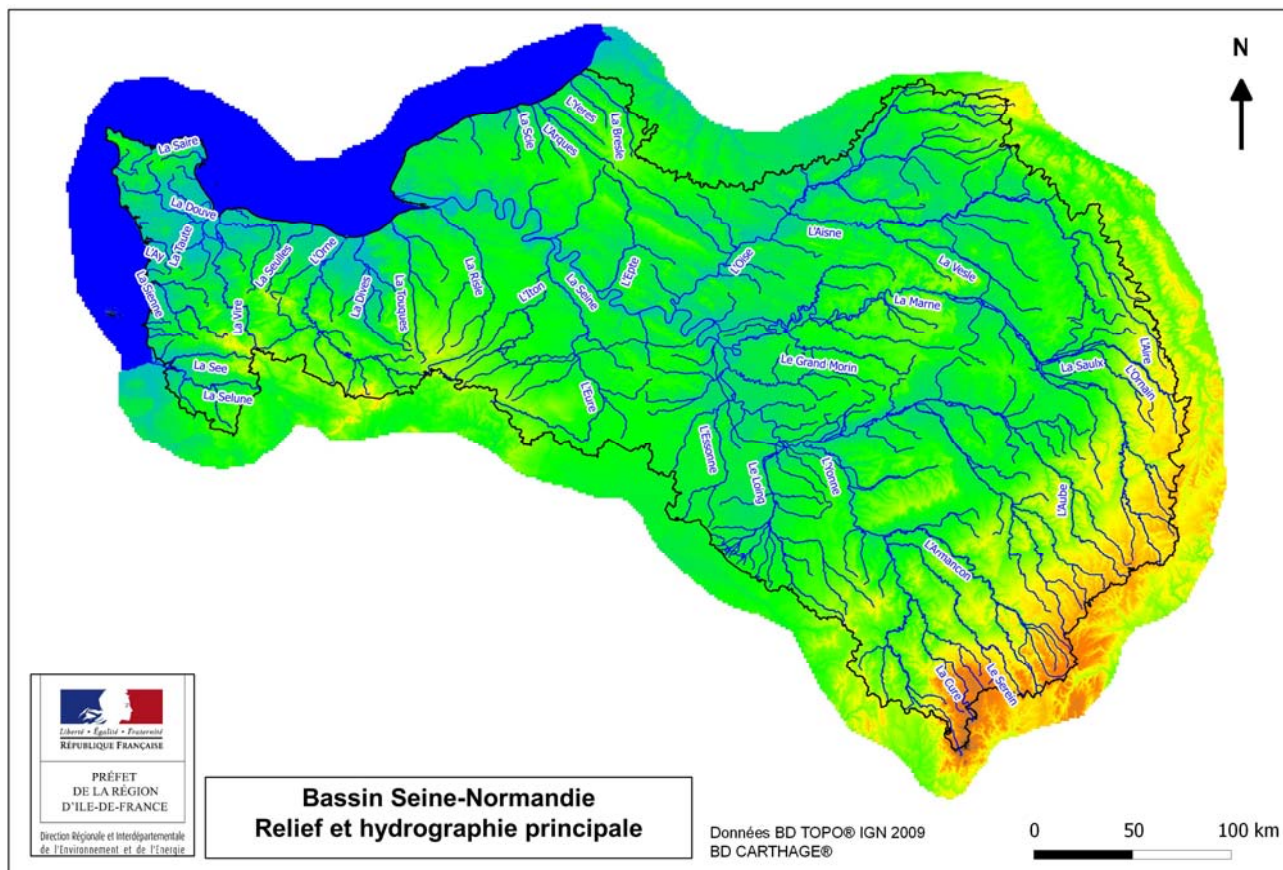 N
L'Yeres
La Bresle
La Scie
L'Arques
La Saire
La Douve
La Taute
L'Ay
La Sienne
La Vire
La Seulles
L'Orne
La Dives
La Touques
La Risle
L'Iton
La Seine
L'Epte
L'Oise
L'Aisne
La Vesle
La Marne
Le Grand Morin
La Saulx
L'Aire
L'Ornain
La See
La Selune
L'Eure
L'Essonne
Le Loing
L'Yonne
L'Aube
L'Armancon
La Cure
Le Serein
Liberté • Égalité • Fraternité
RÉPUBLIQUE FRANÇAISE
PRÉFET
DE LA RÉGION
D'ILE-DE-FRANCE
Direction Régionale et Interdépartementale
de l'Environnement et de l'Energie
Bassin Seine-Normandie
Relief et hydrographie principale
Données BD TOPO® IGN 2009
BD CARTHAGE®
0 50 100 km